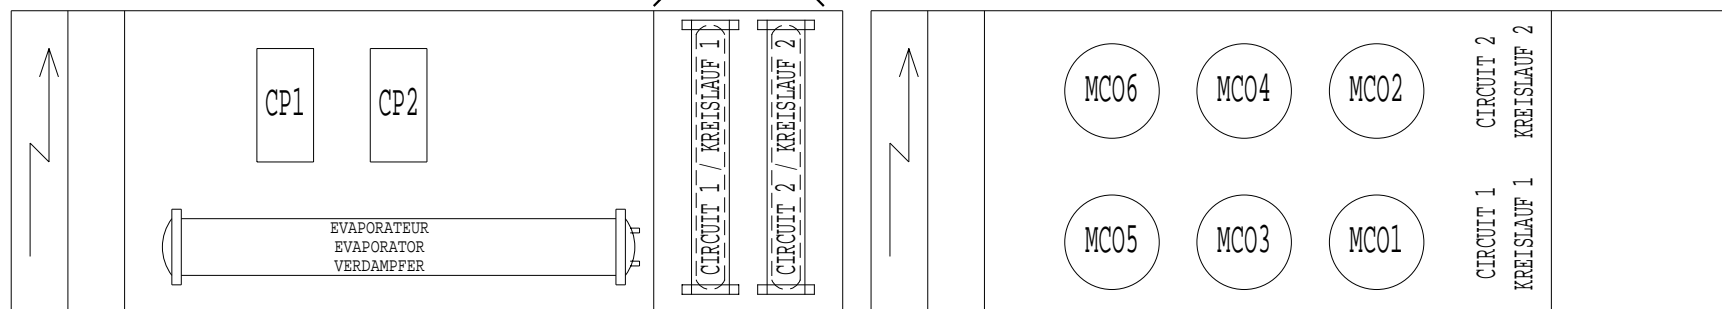 CP1
CP2
EVAPORATEUR
EVAPORATOR
VERDAMPFER
CIRCUIT 1 / KREISLAUF 1
CIRCUIT 2 / KREISLAUF 2
MCO6
MCO4
MCO2
CIRCUIT 2
KREISLAUF 2
MCO5
MCO3
MCO1
CIRCUIT 1
KREISLAUF 1